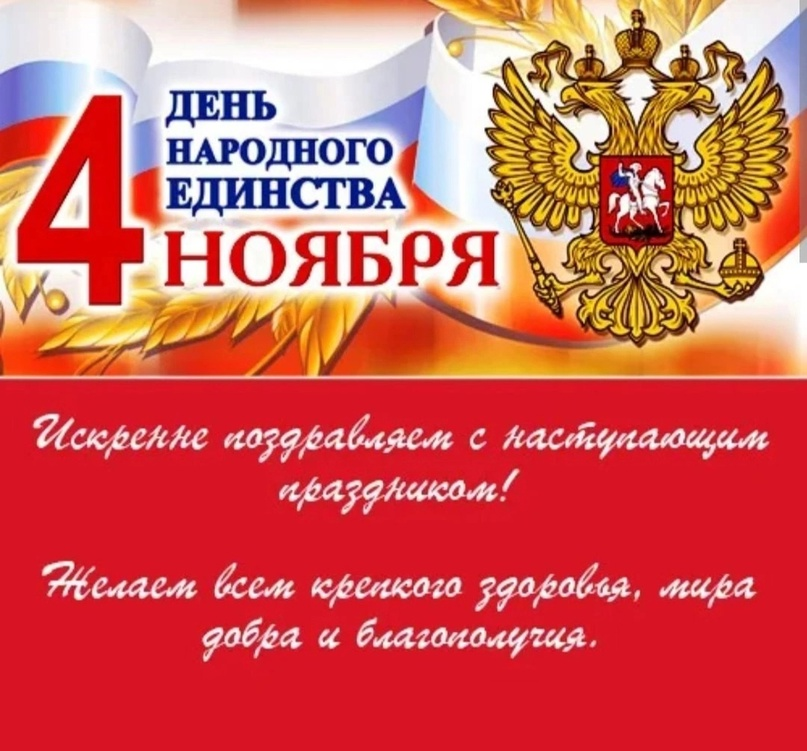 4
ДЕНЬ
НАРОДНОГО
ЕДИНСТВА
НОЯБРЯ
Искренне поздравляем с наступающим
праздником!
Желаем всем крепкого здоровья, мира
добра и благополучия.